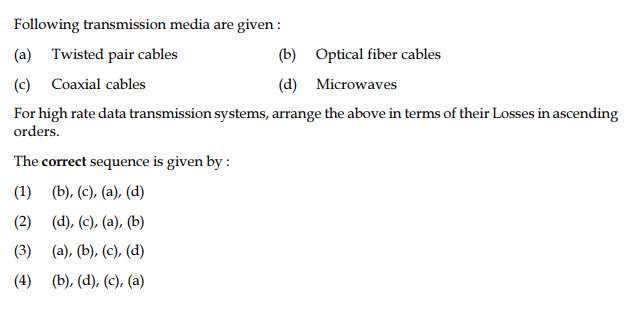 Following transmission media are given :
(a) Twisted pair cables (b) Optical fiber cables
(c) Coaxial cables (d) Microwaves
For high rate data transmission systems, arrange the above in terms of their Losses in ascending
orders.
The correct sequence is given by :
(1) (b), (c), (a), (d)
(2) (d), (c), (a), (b)
(3) (a), (b), (c), (d)
(4) (b), (d), (c), (a)